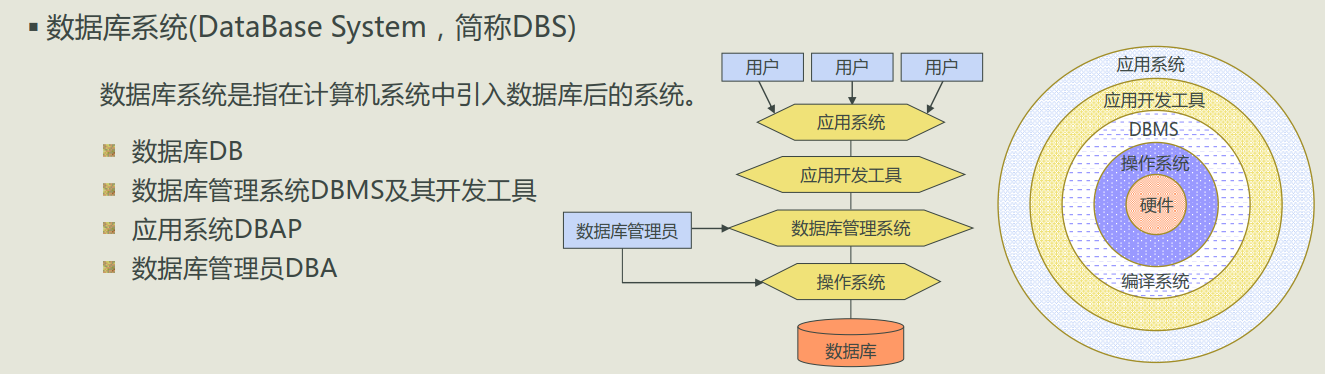 数据库系统(DataBase System，简称DBS)
数据库系统是指在计算机系统中引入数据库后的系统。
数据库DB
数据库管理系统DBMS及其开发工具
应用系统DBAP
数据库管理员DBA
用户
用户
用户
应用系统
应用开发工具
数据库管理员
数据库管理系统
操作系统
数据库
应用系统
应用开发工具
DBMS
操作系统
硬件
编译系统